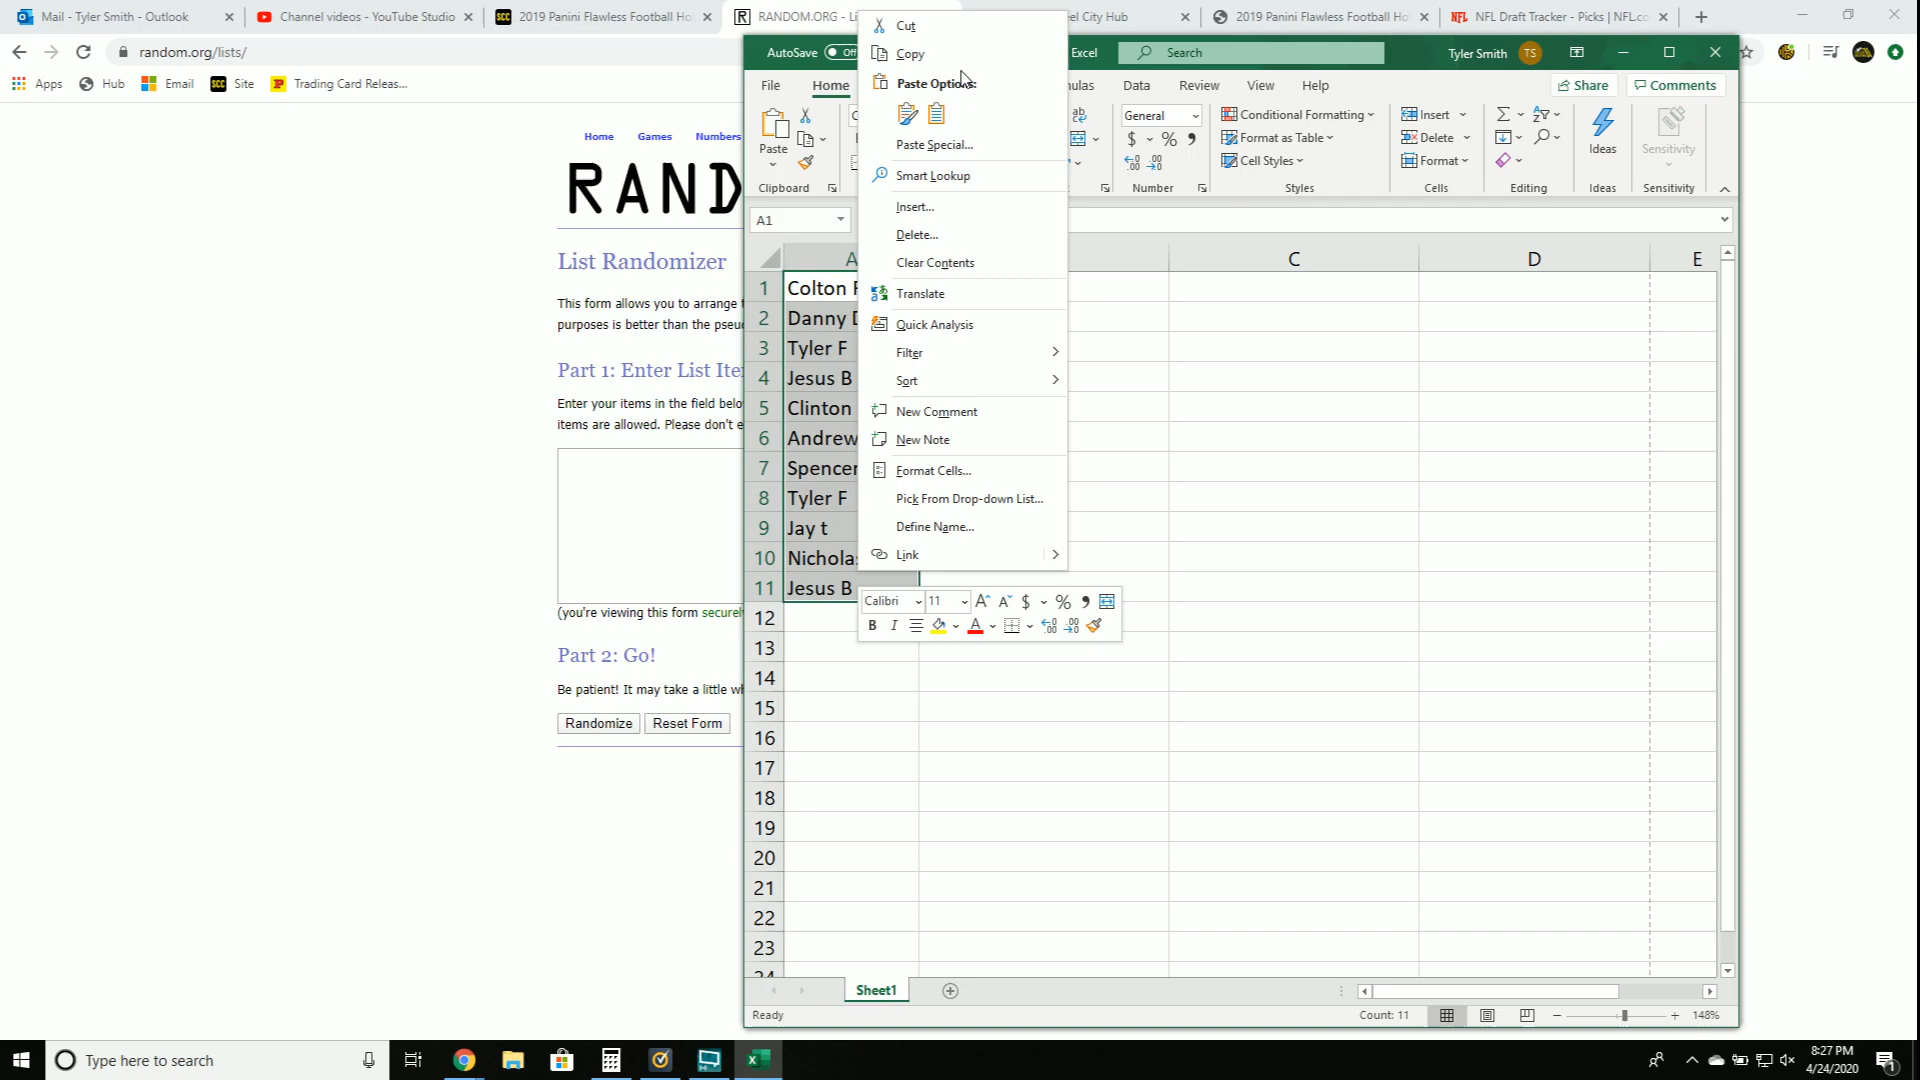 Mail - Tyler Smith - Outlook
Channel videos - YouTube Studio
2019 Panini Flawless Football Ho
RANDOM.ORG - Li
el City Hub
2019 Panini Flawless Football Ho
NFL Draft Tracker - Picks | NFL.co
random.org/lists/
Apps
Hub
Email
Site
Trading Card Releas...
Home
Games
Numbers
RAND
List Randomizer
This form allows you to arrange t
purposes is better than the pseu
Part 1: Enter List Ite
Enter your items in the field belo
items are allowed. Please don't e
(you're viewing this form securely
Part 2: Go!
Be patient! It may take a little wh
Randomize
Reset Form
AutoSave
Off
Excel
Search
Tyler Smith
TS
File
Home
ulas
Data
Review
View
Help
Share
Comments
Paste
Clipboard
General
Number
Conditional Formatting
Format as Table
Cell Styles
Styles
Insert
Delete
Format
Cells
Editing
Ideas
Ideas
Sensitivity
Sensitivity
A1
A
C
D
E
1 Colton
2 Danny D
3 Tyler F
4 Jesus B
5 Clinton
6 Andrew
7 Spencer
8 Tyler F
9 Jay t
10 Nichola
11 Jesus B
12
13
14
15
16
17
18
19
20
21
22
23
24
Cut
Copy
Paste Options:
Paste Special...
Smart Lookup
Insert...
Delete...
Clear Contents
Translate
Quick Analysis
Filter
Sort
New Comment
New Note
Format Cells...
Pick From Drop-down List...
Define Name...
Link
Calibri
11
A A $ % 9
B I A
Sheet1
Ready
Count: 11
148%
Type here to search
8:27 PM
4/24/2020